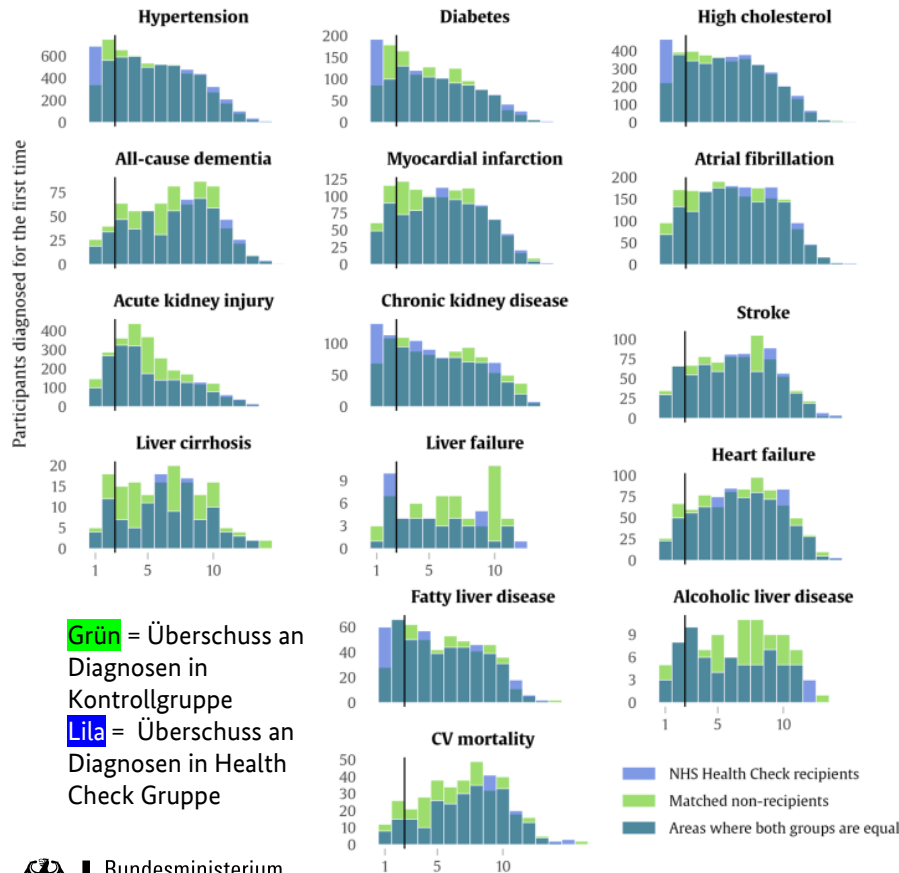 Participants diagnosed for the first time
Hypertension
600
400
200
0
Diabetes
200
150
100
50
0
High cholesterol
400
300
200
100
0
All-cause dementia
75
50
25
0
Myocardial infarction
125
100
75
50
25
0
Atrial fibrillation
200
150
100
50
0
Acute kidney injury
400
300
200
100
0
Chronic kidney disease
100
50
0
Stroke
100
75
50
25
0
Liver cirrhosis
20
15
10
5
0
1 5 10
Liver failure
9
6
3
0
1 5 10
Heart failure
100
75
50
25
0
Fatty liver disease
60
40
20
0
Alcoholic liver disease
9
6
3
0
1 5 10
CV mortality
50
40
30
20
10
0
1 5 10
Grün = Überschuss an
Diagnosen in
Kontrollgruppe
Lila = Überschuss an
Diagnosen in Health
Check Gruppe
NHS Health Check recipients
Matched non-recipients
Areas where both groups are equal
Bundesministerium